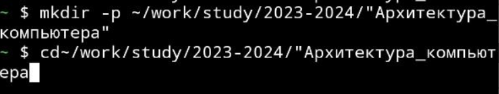 ~ $ mkdir -p ~/work/study/2023-2024/"Архитектура_
компьютера"
~ $ cd~/work/study/2023-2024/"Архитектура_компьют
ера